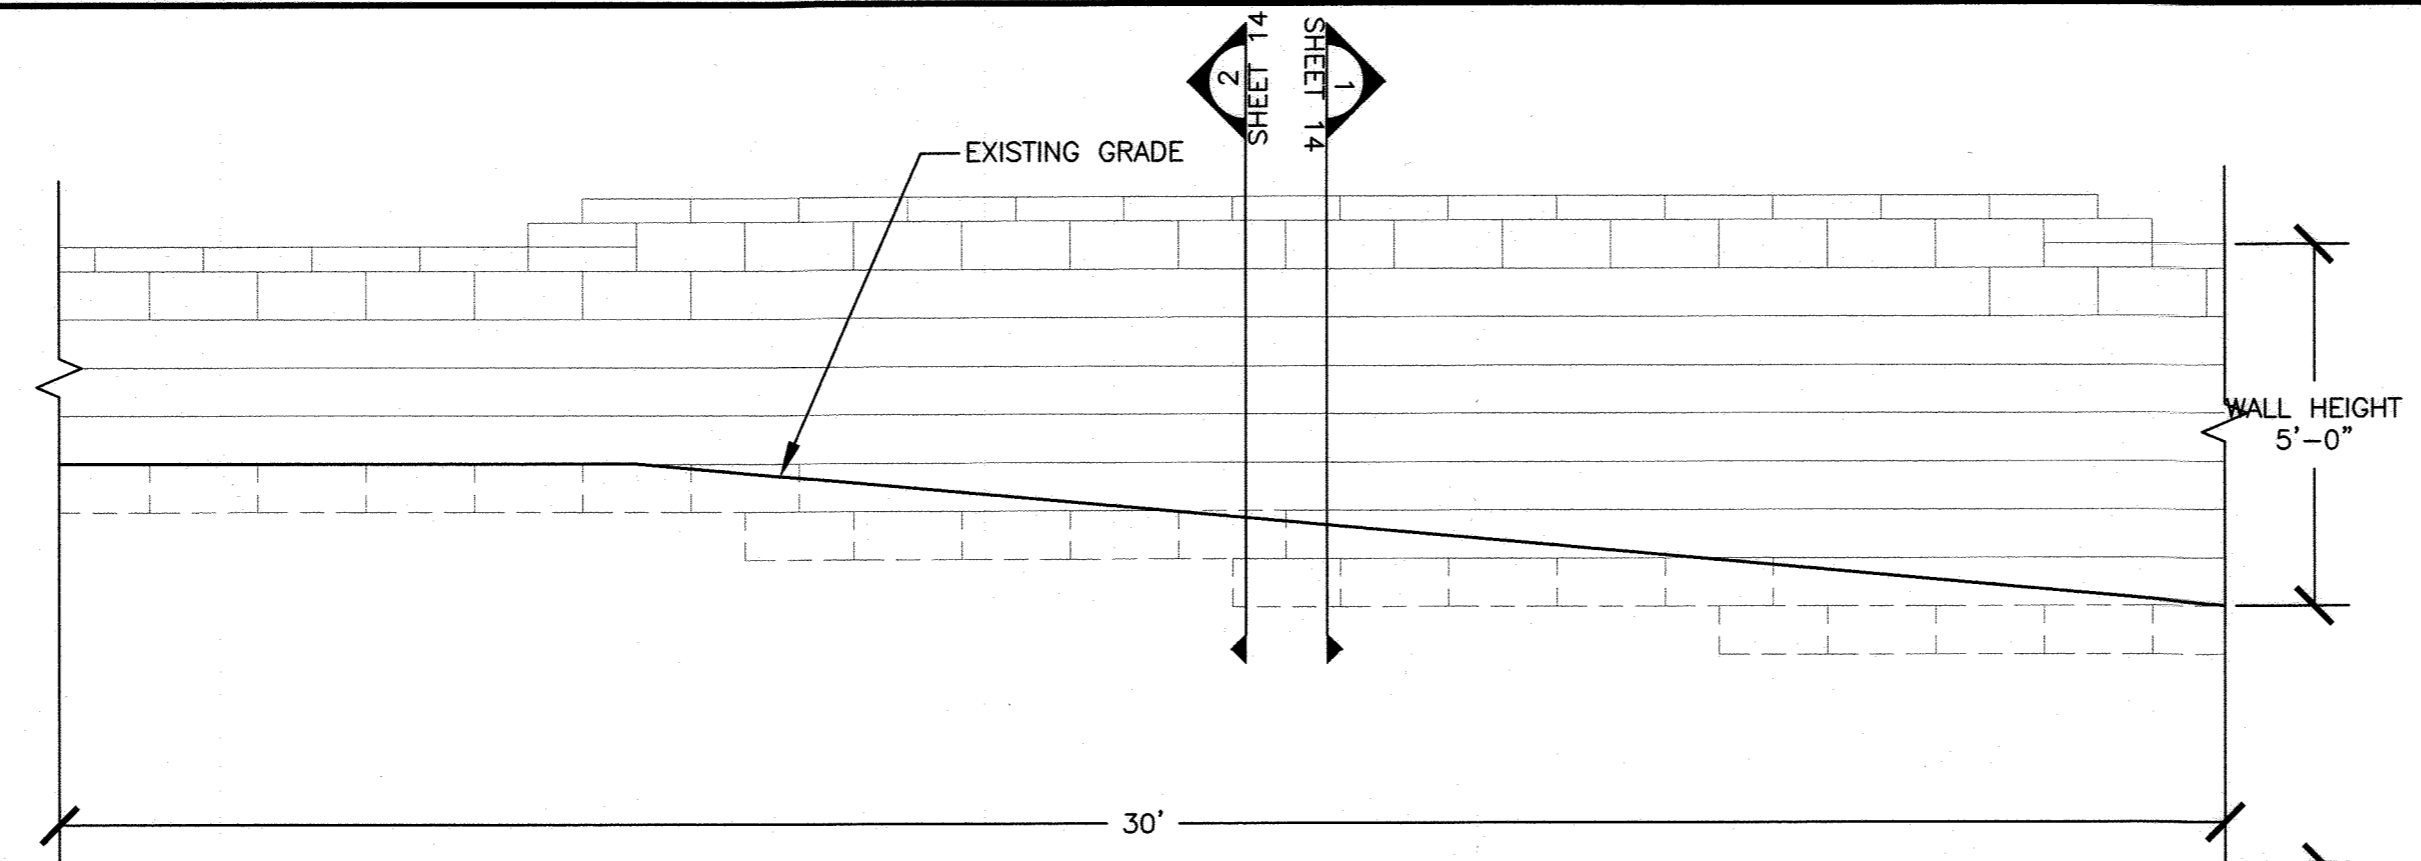 2
SHEET 14
SHEET 14
1
EXISTING GRADE
WALL HEIGHT
5'-0"
30'